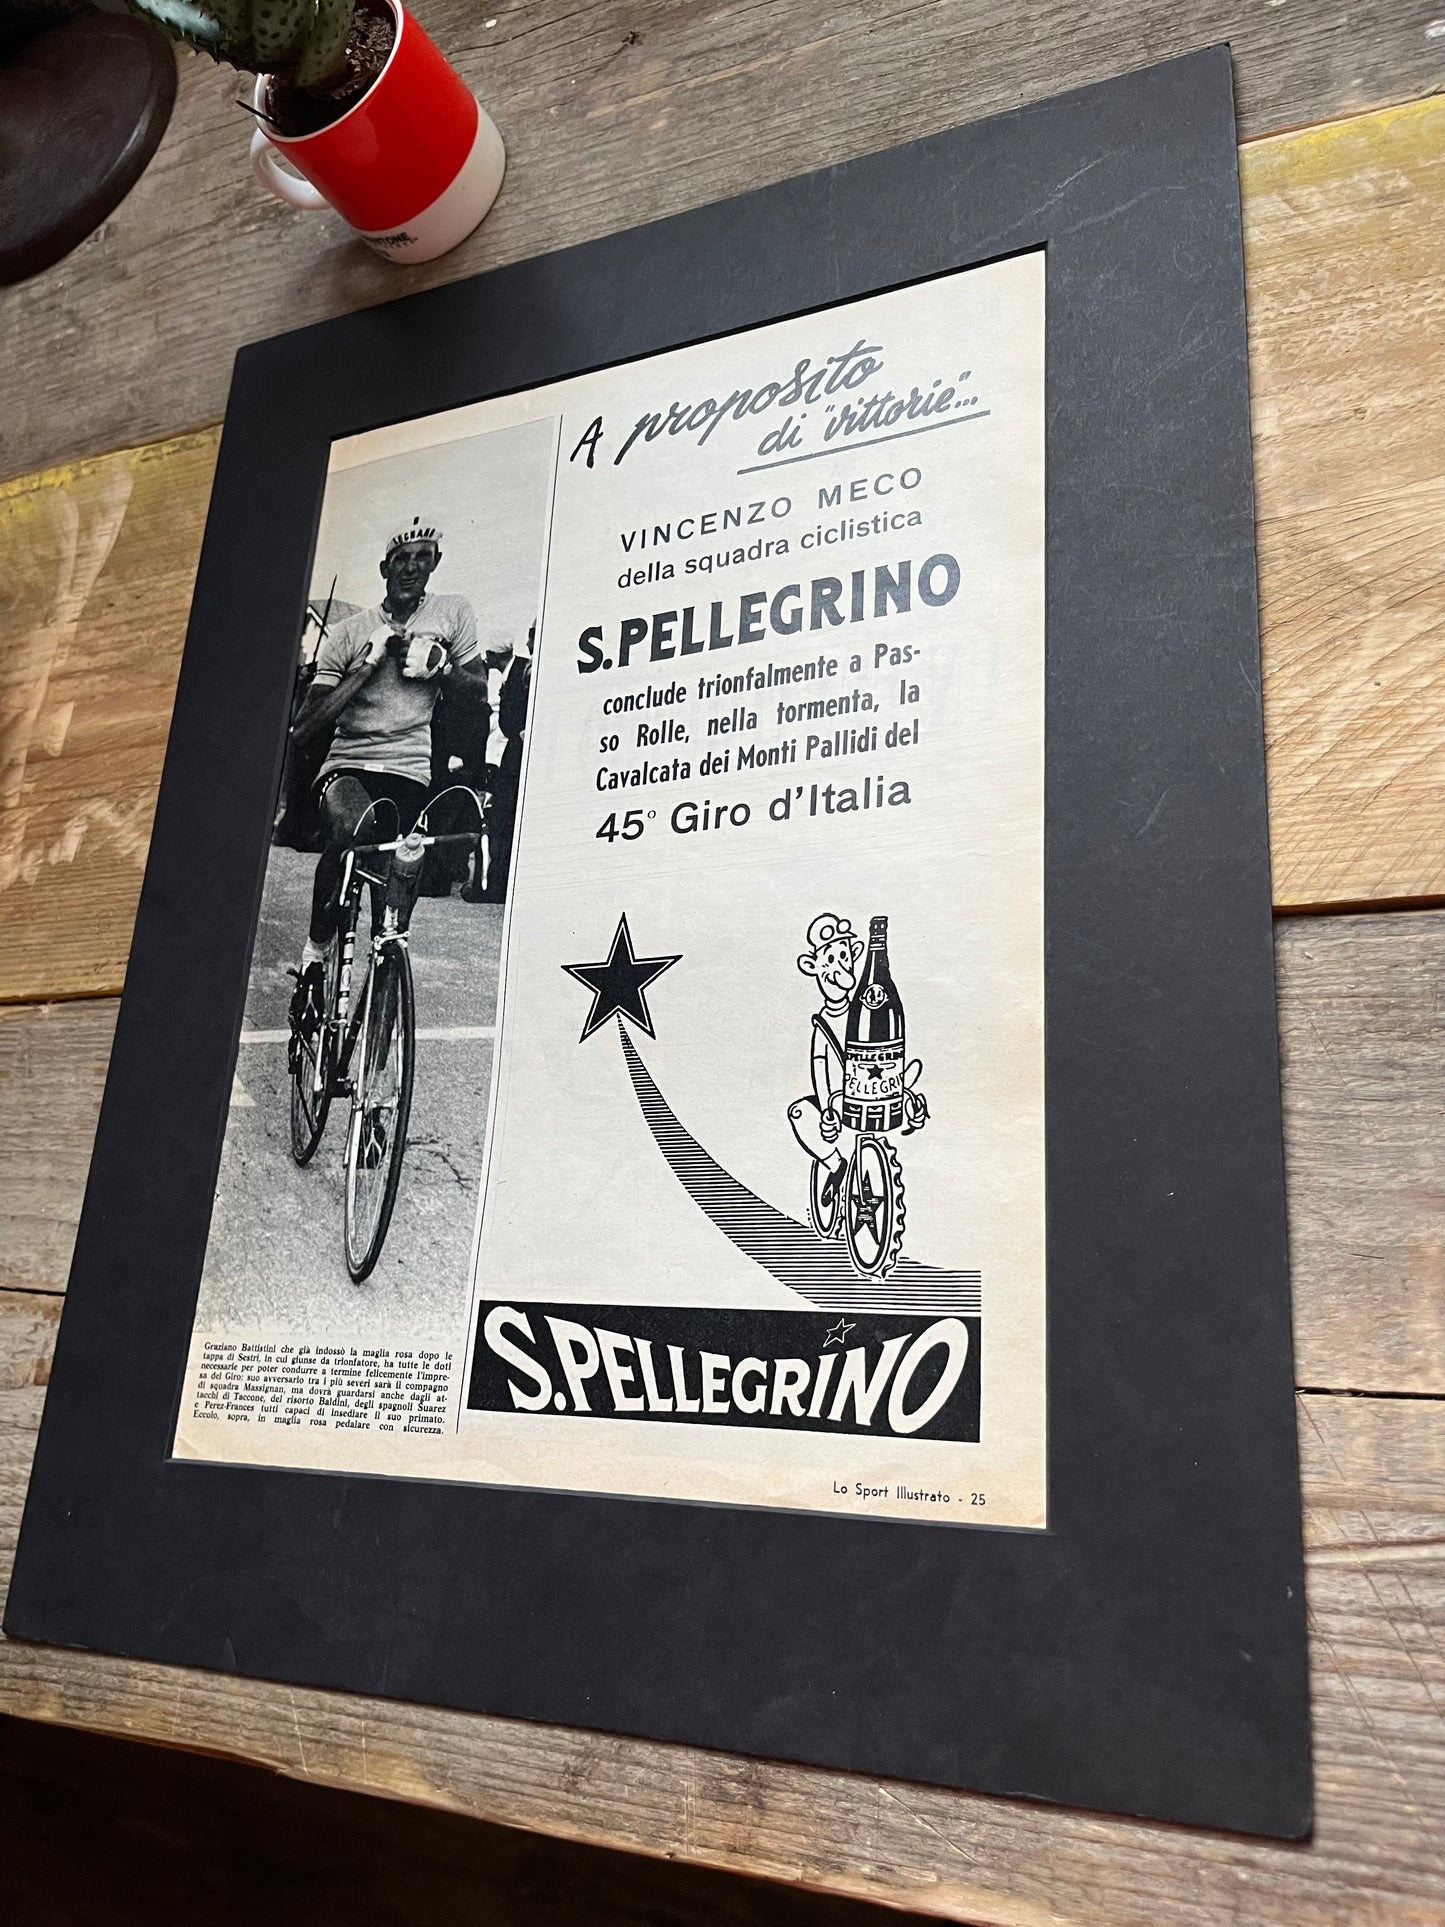 PANTONE
LEGNANO
A proposito
di "vittorie"...
VINCENZO MECO
della squadra ciclistica
S.PELLEGRINO
conclude trionfalmente a Pas-
so Rolle, nella tormenta, la
Cavalcata dei Monti Pallidi del
45° Giro d'Italia
S.PELLEGRINO
Graziano Battistini che già indossò la maglia rosa dopo le
tappa di Sestri, in cui giunse da trionfatore, ha tutte le doti
necessarie per poter condurre a termine felicemente l'impre-
sa del Giro: suo avversario tra i più severi sarà il compagno
di squadra Massignan, ma dovrà guardarsi anche dagli at-
tacchi di Taccone, del risorto Baldini, degli spagnoli Suarez
e Perez-Frances tutti capaci di insediare il suo primato.
Eccolo, sopra, in maglia rosa pedalare con sicurezza.
Lo Sport Illustrato - 25